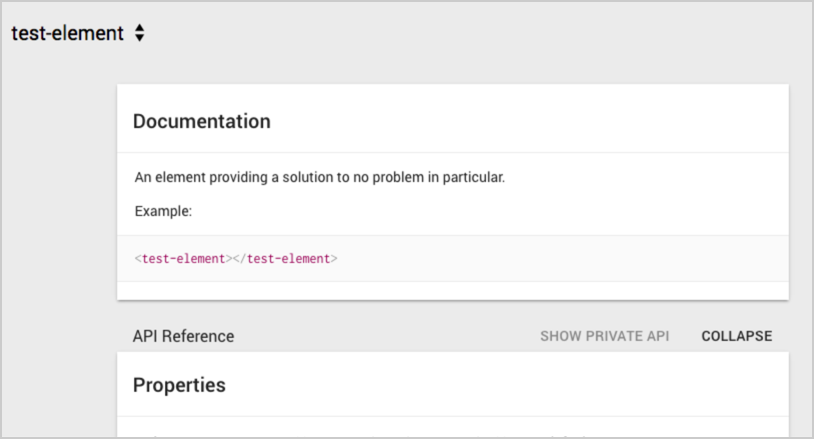 test-element
Documentation
An element providing a solution to no problem in particular.
Example:
<test-element></test-element>
API Reference SHOW PRIVATE API COLLAPSE
Properties